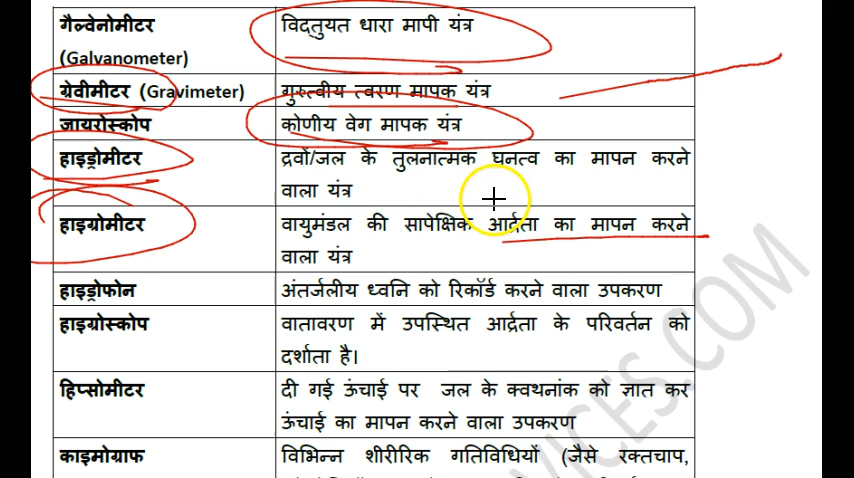 गैल्वेनोमीटर विद्तुयत धारा मापी यंत्र
(Galvanometer)
ग्रेवीमीटर (Gravimeter) गुरुत्वीय त्वरण मापक यंत्र
जायरोस्कोप कोणीय वेग मापक यंत्र
हाइड्रोमीटर द्रवों/जल के तुलनात्मक घनत्व का मापन करने
वाला यंत्र
हाइग्रोमीटर वायुमंडल की सापेक्षिक आर्द्रता का मापन करने
वाला यंत्र
हाइड्रोफोन अंतर्जलीय ध्वनि को रिकॉर्ड करने वाला उपकरण
हाइग्रोस्कोप वातावरण में उपस्थित आर्द्रता के परिवर्तन को
दर्शाता है।
हिप्सोमीटर दी गई ऊंचाई पर जल के क्वथनांक को ज्ञात कर
ऊंचाई का मापन करने वाला उपकरण
काइमोग्राफ विभिन्न शीरीरिक गतिविधियों (जैसे रक्तचाप,
VICES.COM